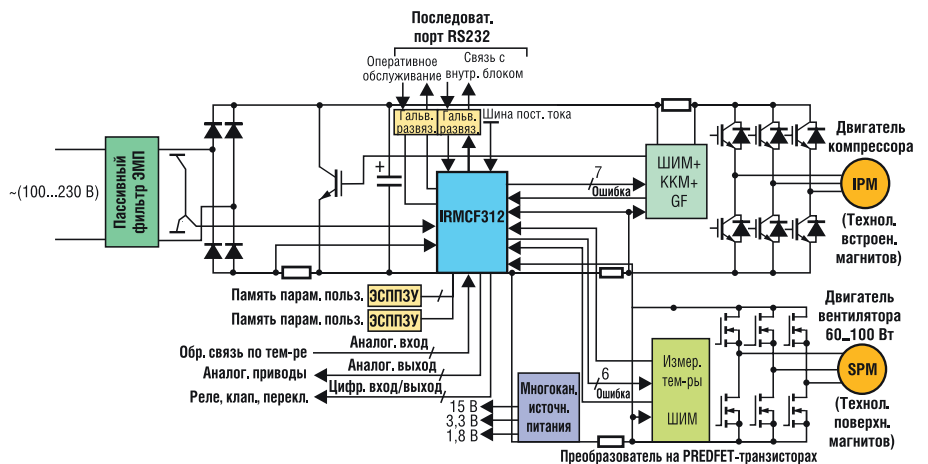 Последоват.
порт RS232
Оперативное
обслуживание
Связь с
внутр. блоком
Гальв.
развяз.
Гальв.
развяз.
Шина пост. тока
~(100...230 В)
Пассивный
фильтр ЭМП
+
IRMCF312
7
Ошибка
ШИМ+
ККМ+
GF
Двигатель
компрессора
IPM
(Технол.
встроен.
магнитов)
Память парам. польз.
ЭСППЗУ
Память парам. польз.
ЭСППЗУ
Обр. связь по тем-ре
Аналог. вход
Аналог. приводы
Аналог. выход
Реле, клап., перекл.
Цифр. вход/выход
15 В
3,3 В
1,8 В
Многокан.
источн.
питания
6
Ошибка
Измер.
тем-ры
ШИМ
Двигатель
вентилятора
60...100 Вт
SPM
(Технол.
поверхн.
магнитов)
Преобразователь на PREDFET-транзисторах